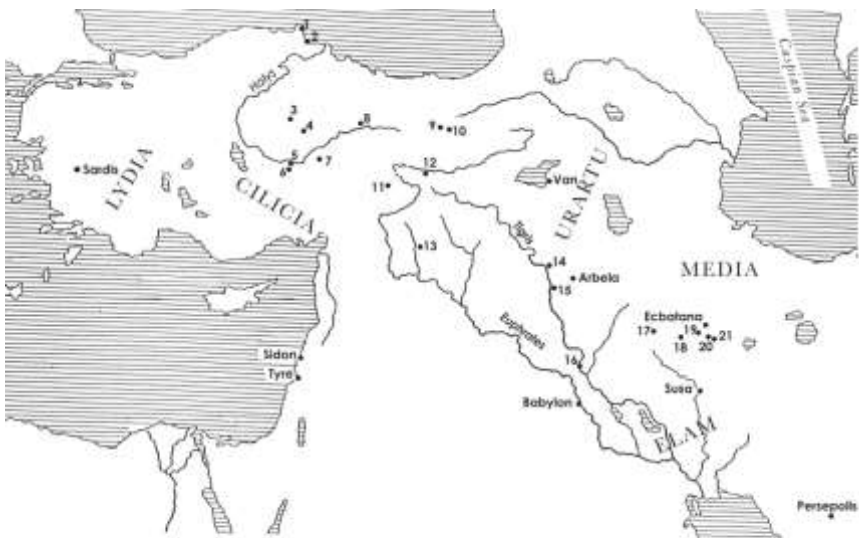 1
2
Caspian Sea
Halys
3
4
8
9
10
5
6
7
Sardis
LYDIA
CILICIA
11
12
Van
URARTU
Tigris
13
14
Arbela
15
MEDIA
Ecbatana
17
18
19
20
21
Euphrates
16
Sidon
Tyre
Babylon
Susa
ELAM
Persepolis